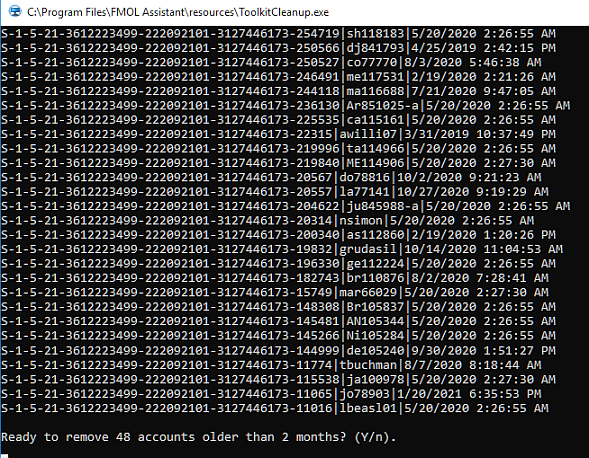 C:\Program Files\FMOL Assistant\resources\ToolkitCleanup.exe
S-1-5-21-3612223499-222092101-3127446173-254719|sh118183|5/20/2020 2:26:55 AM
S-1-5-21-3612223499-222092101-3127446173-250566|dj841793|4/25/2019 2:42:15 PM
S-1-5-21-3612223499-222092101-3127446173-250527|co77770|8/3/2020 5:46:38 AM
S-1-5-21-3612223499-222092101-3127446173-246491|me117531|2/19/2020 2:21:26 AM
S-1-5-21-3612223499-222092101-3127446173-244118|ma116688|7/21/2020 9:47:05 AM
S-1-5-21-3612223499-222092101-3127446173-236130|Ar851025-a|5/20/2020 2:26:55 AM
S-1-5-21-3612223499-222092101-3127446173-225535|ca115161|5/20/2020 2:26:55 AM
S-1-5-21-3612223499-222092101-3127446173-22315|awilli07|3/31/2019 10:37:49 PM
S-1-5-21-3612223499-222092101-3127446173-219996|ta114966|5/20/2020 2:26:55 AM
S-1-5-21-3612223499-222092101-3127446173-219840|ME114906|5/20/2020 2:27:30 AM
S-1-5-21-3612223499-222092101-3127446173-20567|do78816|10/2/2020 9:21:23 AM
S-1-5-21-3612223499-222092101-3127446173-20557|la77141|10/27/2020 9:19:29 AM
S-1-5-21-3612223499-222092101-3127446173-204622|ju845988-a|5/20/2020 2:26:55 AM
S-1-5-21-3612223499-222092101-3127446173-20314|nsimon|5/20/2020 2:26:55 AM
S-1-5-21-3612223499-222092101-3127446173-200340|as112860|2/19/2020 1:20:26 PM
S-1-5-21-3612223499-222092101-3127446173-19832|grudasil|10/14/2020 11:04:53 AM
S-1-5-21-3612223499-222092101-3127446173-196330|ge112224|5/20/2020 2:26:55 AM
S-1-5-21-3612223499-222092101-3127446173-182743|br110876|8/2/2020 7:28:41 AM
S-1-5-21-3612223499-222092101-3127446173-15749|mar66029|5/20/2020 2:27:30 AM
S-1-5-21-3612223499-222092101-3127446173-148308|Br105837|5/20/2020 2:26:55 AM
S-1-5-21-3612223499-222092101-3127446173-145481|AN105344|5/20/2020 2:26:55 AM
S-1-5-21-3612223499-222092101-3127446173-145266|Ni105284|5/20/2020 2:26:55 AM
S-1-5-21-3612223499-222092101-3127446173-144999|de105240|9/30/2020 1:51:27 PM
S-1-5-21-3612223499-222092101-3127446173-11774|tbuchman|8/7/2020 8:18:44 AM
S-1-5-21-3612223499-222092101-3127446173-115538|ja100978|5/20/2020 2:27:30 AM
S-1-5-21-3612223499-222092101-3127446173-11065|jo78903|1/20/2021 6:35:53 PM
S-1-5-21-3612223499-222092101-3127446173-11016|lbeasl01|5/20/2020 2:26:55 AM
Ready to remove 48 accounts older than 2 months? (Y/n).